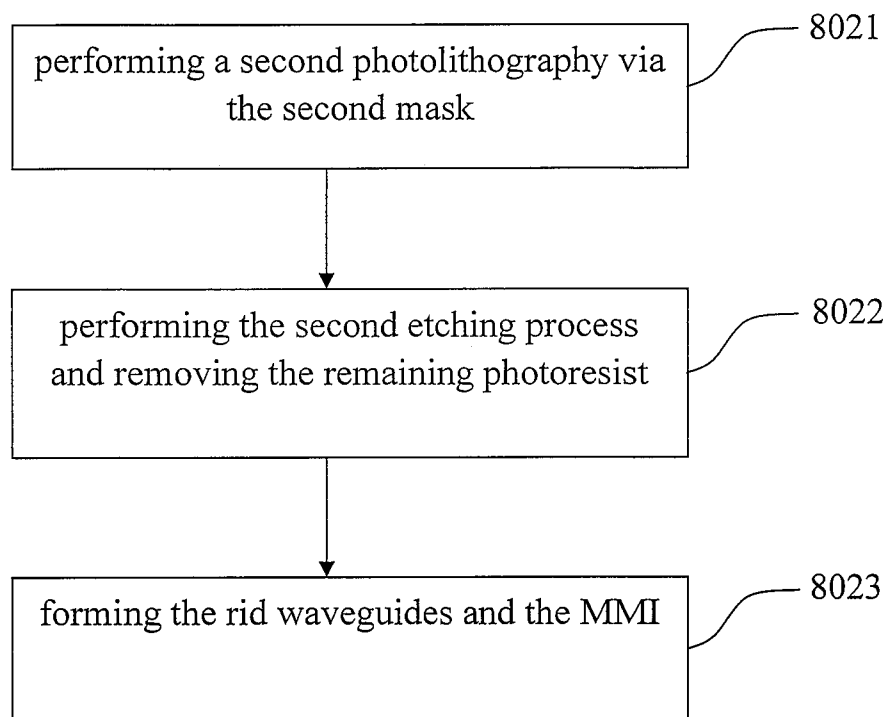 8021
performing a second photolithography via
the second mask
8022
performing the second etching process
and removing the remaining photoresist
8023
forming the rid waveguides and the MMI